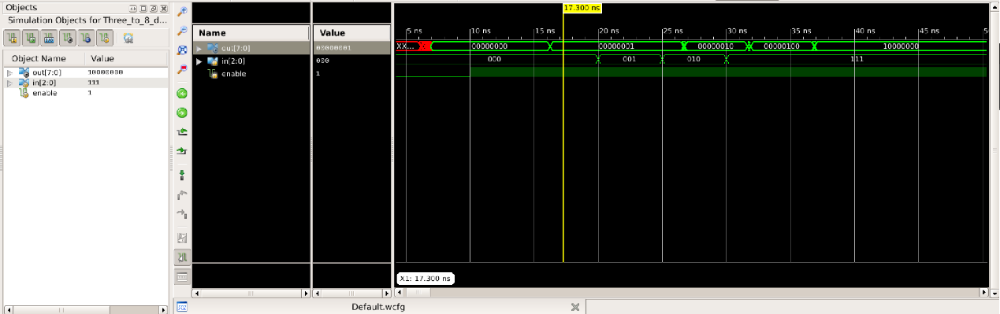 Objects
Simulation Objects for Three_to_8_d...
Object Name Value
out[7:0] 10000000
in[2:0] 111
enable 1
Name Value
out[7:0] 00000001
in[2:0] 000
enable 1
17.300 ns
5 ns 10 ns 15 ns 20 ns 25 ns 30 ns 35 ns 40 ns 45 ns
XX... 00000000 00000001 00000010 00000100 10000000
000 001 010 111
X1: 17.300 ns
Default.wcfg